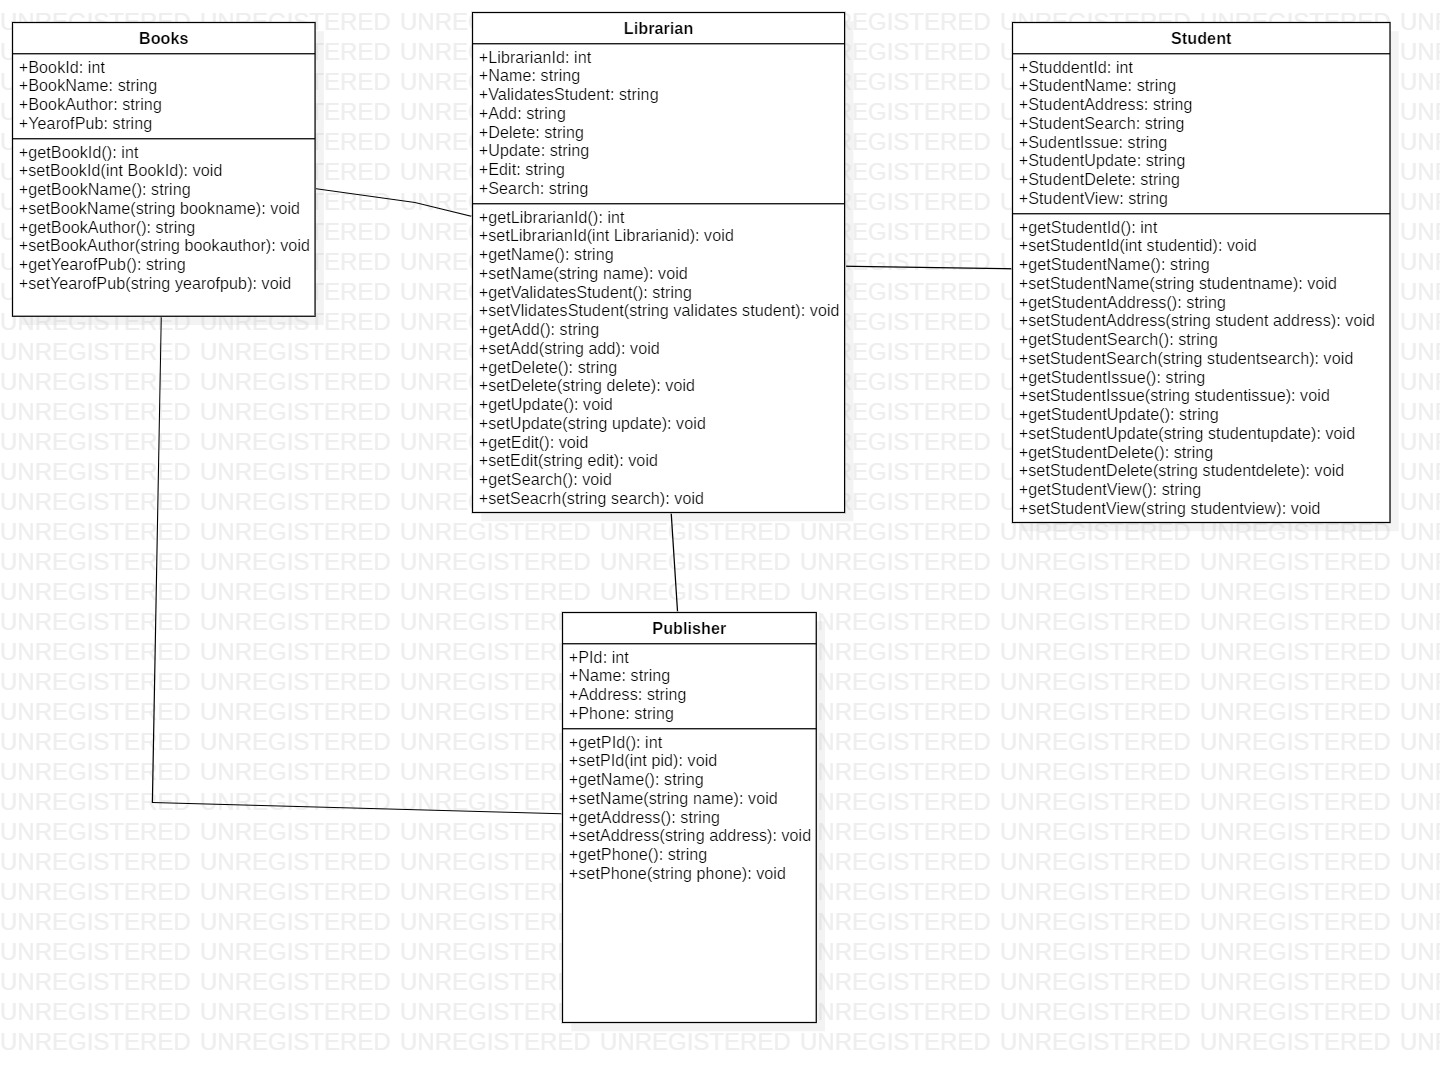 Books
+BookId: int
+BookName: string
+BookAuthor: string
+YearofPub: string
+getBookId(): int
+setBookId(int BookId): void
+getBookName(): string
+setBookName(string bookname): void
+getBookAuthor(): string
+setBookAuthor(string bookauthor): void
+getYearofPub(): string
+setYearofPub(string yearofpub): void
Librarian
+LibrarianId: int
+Name: string
+ValidatesStudent: string
+Add: string
+Delete: string
+Update: string
+Edit: string
+Search: string
+getLibrarianId(): int
+setLibrarianId(int Librarianid): void
+getName(): string
+setName(string name): void
+getValidatesStudent(): string
+setVlidatesStudent(string validates student): void
+getAdd(): string
+setAdd(string add): void
+getDelete(): string
+setDelete(string delete): void
+getUpdate(): void
+setUpdate(string update): void
+getEdit(): void
+setEdit(string edit): void
+getSearch(): void
+setSeacrh(string search): void
Student
+StuddentId: int
+StudentName: string
+StudentAddress: string
+StudentSearch: string
+SudentIssue: string
+StudentUpdate: string
+StudentDelete: string
+StudentView: string
+getStudentId(): int
+setStudentId(int studentid): void
+getStudentName(): string
+setStudentName(string studentname): void
+getStudentAddress(): string
+setStudentAddress(string student address): void
+getStudentSearch(): string
+setStudentSearch(string studentsearch): void
+getStudentIssue(): string
+setStudentIssue(string studentissue): void
+getStudentUpdate(): string
+setStudentUpdate(string studentupdate): void
+getStudentDelete(): string
+setStudentDelete(string studentdelete): void
+getStudentView(): string
+setStudentView(string studentview): void
Publisher
+PId: int
+Name: string
+Address: string
+Phone: string
+getPId(): int
+setPId(int pid): void
+getName(): string
+setName(string name): void
+getAddress(): string
+setAddress(string address): void
+getPhone(): string
+setPhone(string phone): void
UNREGISTERED